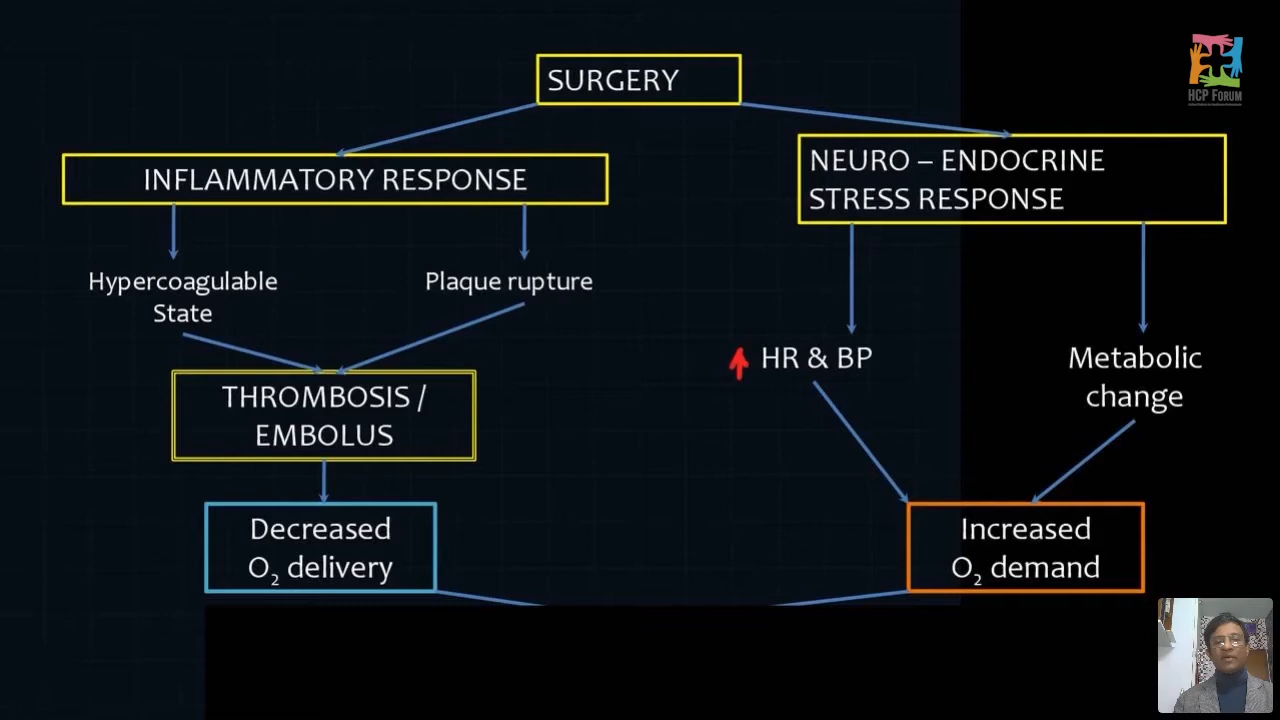 SURGERY
HCP FORUM
NEURO – ENDOCRINE
STRESS RESPONSE
INFLAMMATORY RESPONSE
Hypercoagulable
State
Plaque rupture
HR & BP
Metabolic
change
THROMBOSIS /
EMBOLUS
Decreased
O₂ delivery
Increased
O₂ demand